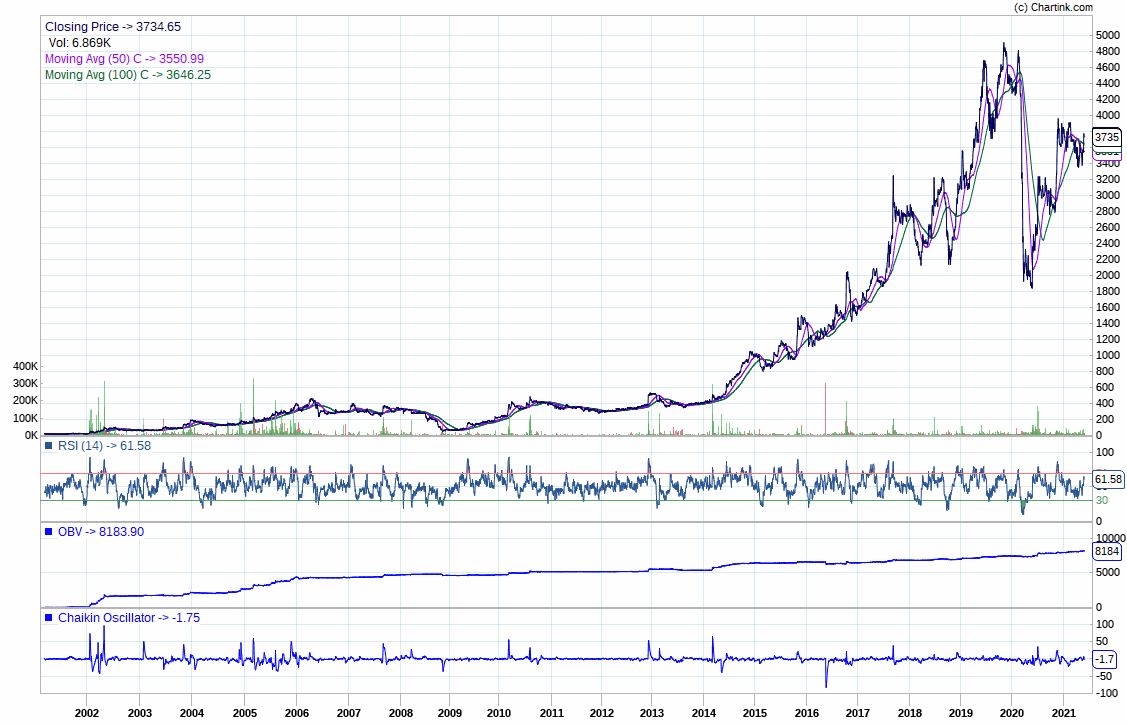 (c) Chartink.com
Closing Price -> 3734.65
Vol: 6.869K
Moving Avg (50) C -> 3550.99
Moving Avg (100) C -> 3646.25
5000
4800
4600
4400
4200
4000
3735
3400
3200
3000
2800
2600
2400
2200
2000
1800
1600
1400
1200
1000
800
600
400
200
0
400K
300K
200K
100K
0K
RSI (14) -> 61.58
100
61.58
30
0
OBV -> 8183.90
10000
8184
5000
0
Chaikin Oscillator -> -1.75
100
50
-1.7
-50
-100
2002 2003 2004 2005 2006 2007 2008 2009 2010 2011 2012 2013 2014 2015 2016 2017 2018 2019 2020 2021